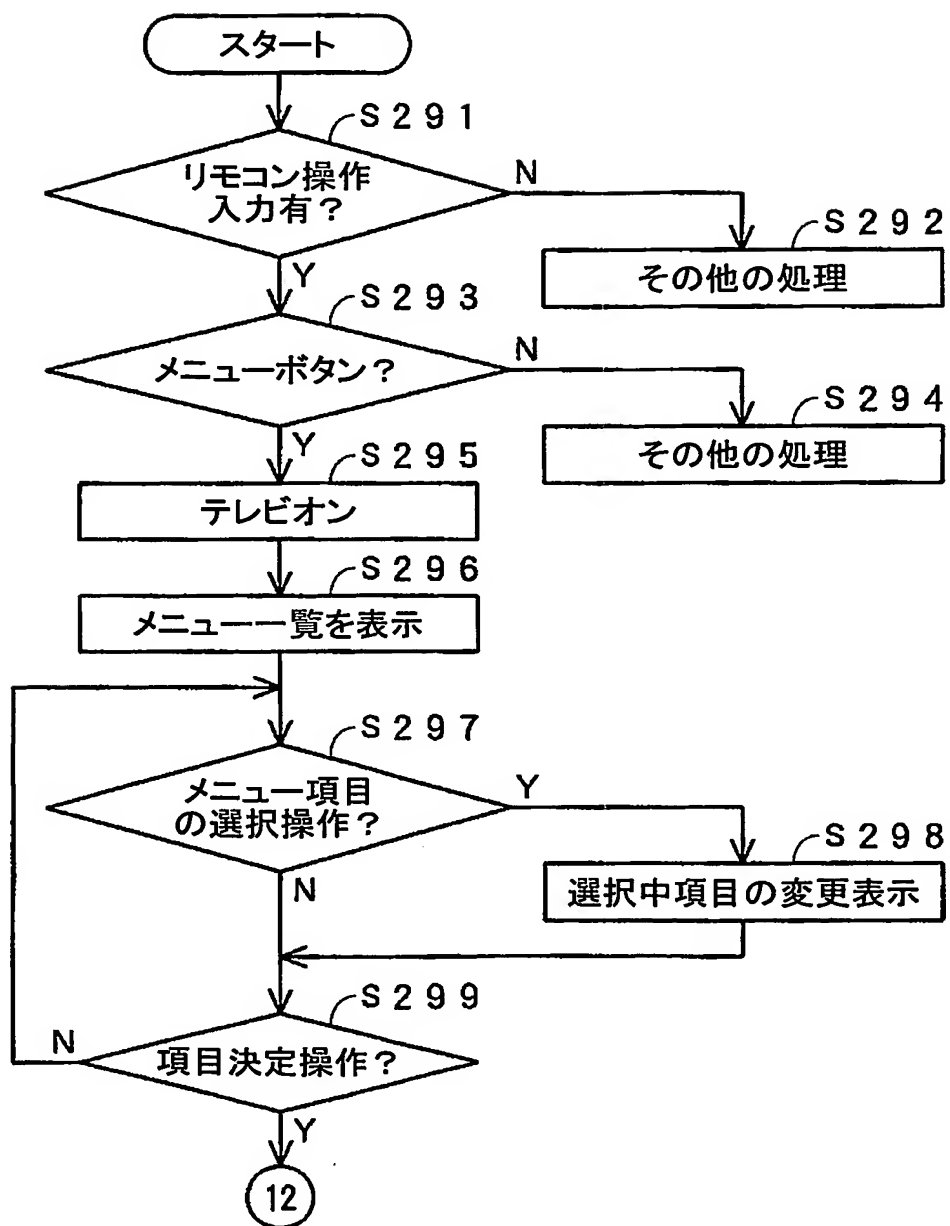 スタート
S291
リモコン操作
入力有?
N
Y
S292
その他の処理
S293
メニューボタン?
N
Y
S294
その他の処理
S295
テレビオン
S296
メニュー一覧を表示
S297
メニュー項目
の選択操作?
Y
N
S298
選択中項目の変更表示
S299
項目決定操作?
N
Y
12